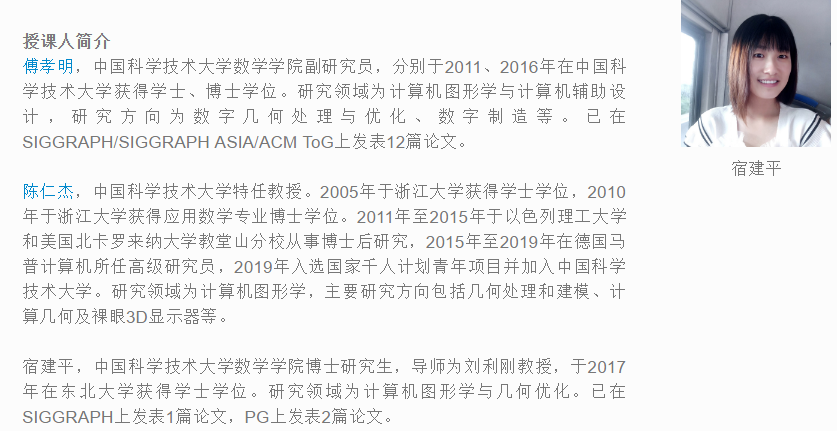 授课人简介
傅孝明，中国科学技术大学数学学院副研究员，分别于2011、2016年在中国科
学技术大学获得学士、博士学位。研究领域为计算机图形学与计算机辅助设
计，研究方向为数字几何处理与优化、数字制造等。已在
SIGGRAPH/SIGGRAPH ASIA/ACM ToG上发表12篇论文。
陈仁杰，中国科学技术大学特任教授。2005年于浙江大学获得学士学位，2010
年于浙江大学获得应用数学专业博士学位。2011年至2015年于以色列理工大学
和美国北卡罗来纳大学教堂山分校从事博士后研究，2015年至2019年在德国马
普计算机所任高级研究员，2019年入选国家千人计划青年项目并加入中国科学
技术大学。研究领域为计算机图形学，主要研究方向包括几何处理和建模、计
算几何及裸眼3D显示器等。
宿建平，中国科学技术大学数学学院博士研究生，导师为刘利刚教授，于2017
年在东北大学获得学士学位。研究领域为计算机图形学与几何优化。已在
SIGGRAPH上发表1篇论文，PG上发表2篇论文。
宿建平